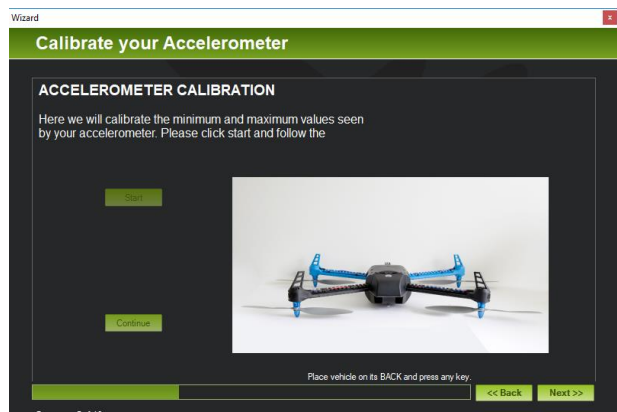 Wizard
x
Calibrate your Accelerometer
ACCELEROMETER CALIBRATION
Here we will calibrate the minimum and maximum values seen
by your accelerometer. Please click start and follow the
Start
Continue
Place vehicle on its BACK and press any key.
<< Back
Next >>